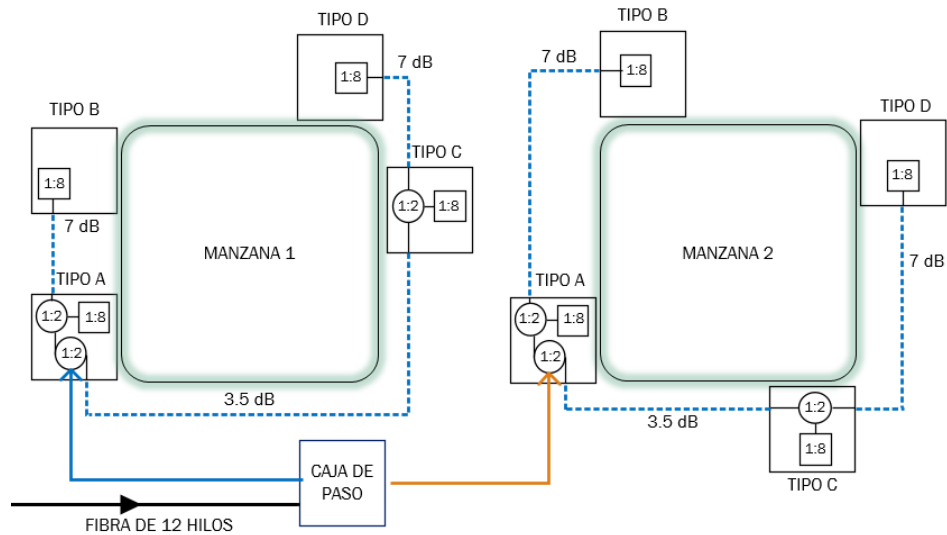 TIPO D
7 dB
1:8
TIPO B
1:8
7 dB
TIPO C
1:2
1:8
MANZANA 1
TIPO A
1:2
1:8
1:2
3.5 dB
TIPO B
7 dB
1:8
TIPO D
1:8
7 dB
MANZANA 2
TIPO A
1:2
1:8
1:2
3.5 dB
1:2
1:8
TIPO C
CAJA DE
PASO
FIBRA DE 12 HILOS